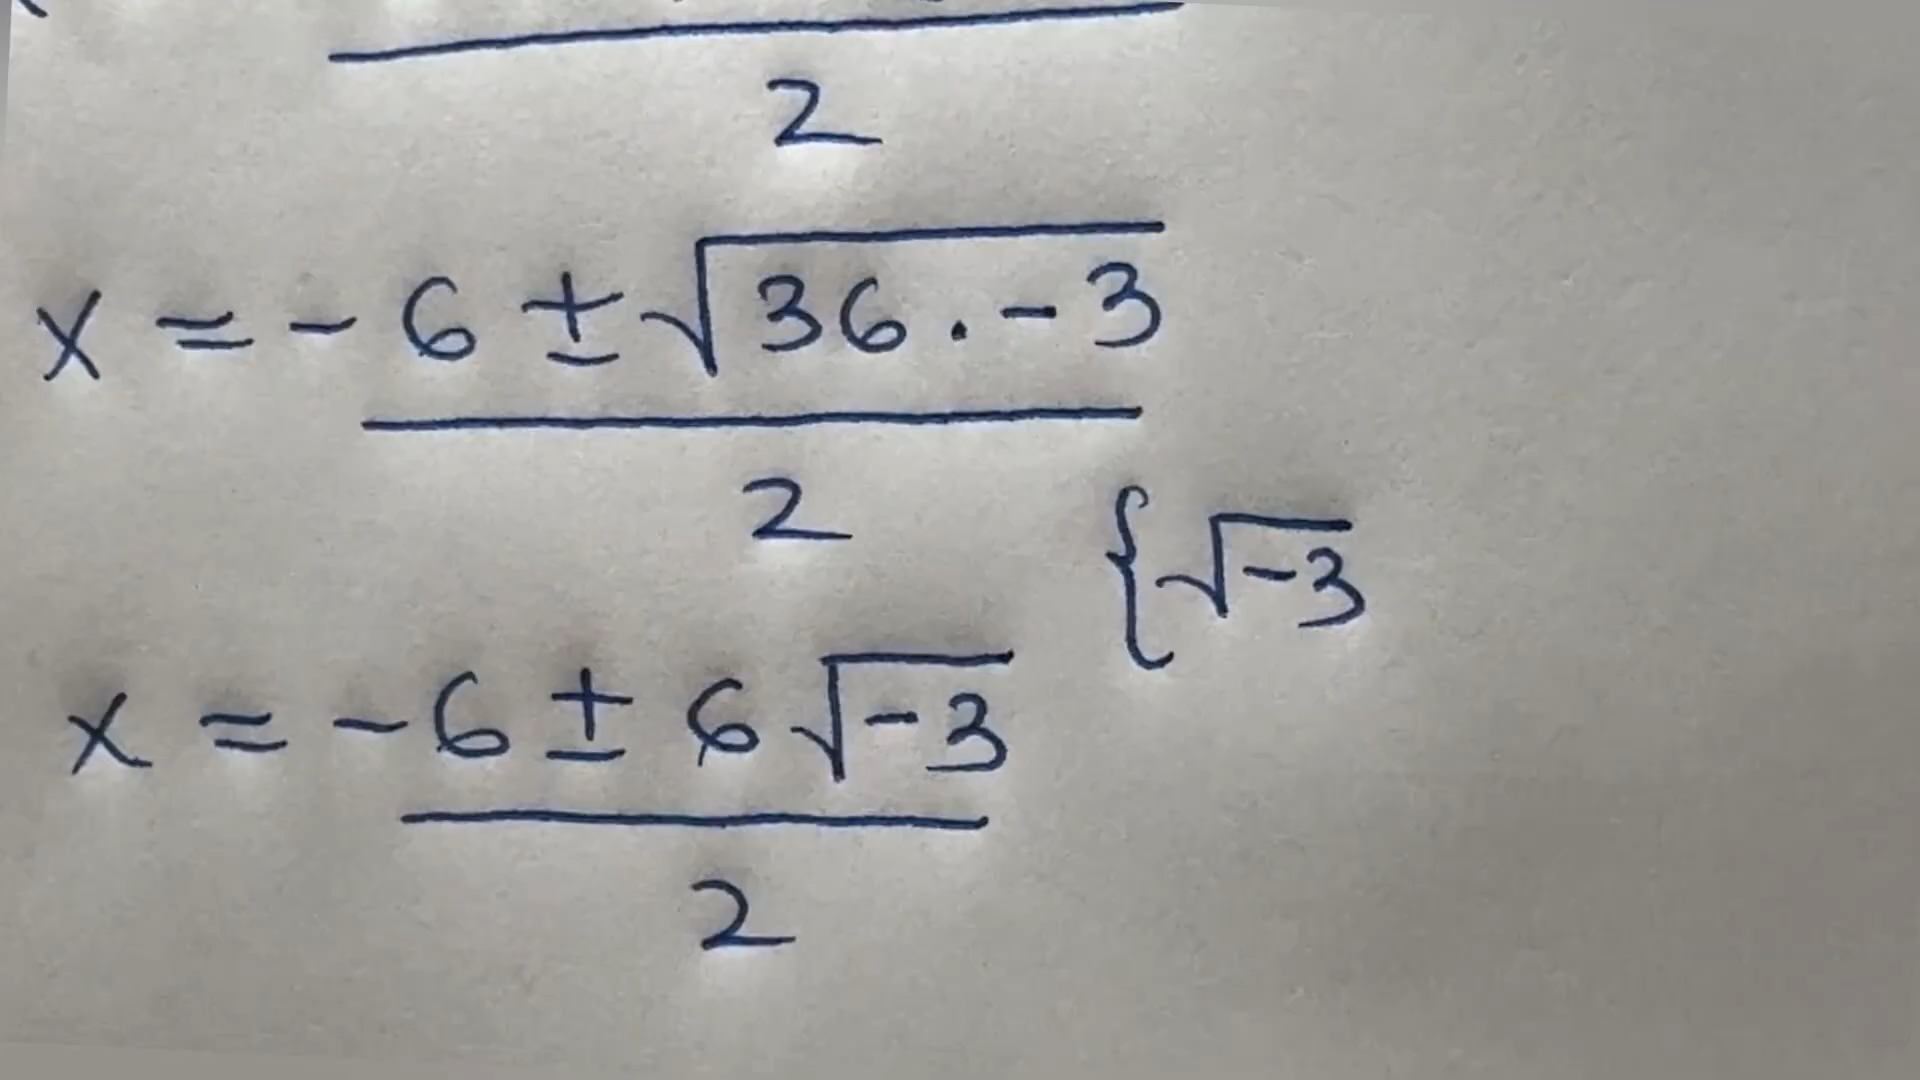 2
x = -6 ± √36 . -3
2
{√-3
x = -6 ± 6√-3
2